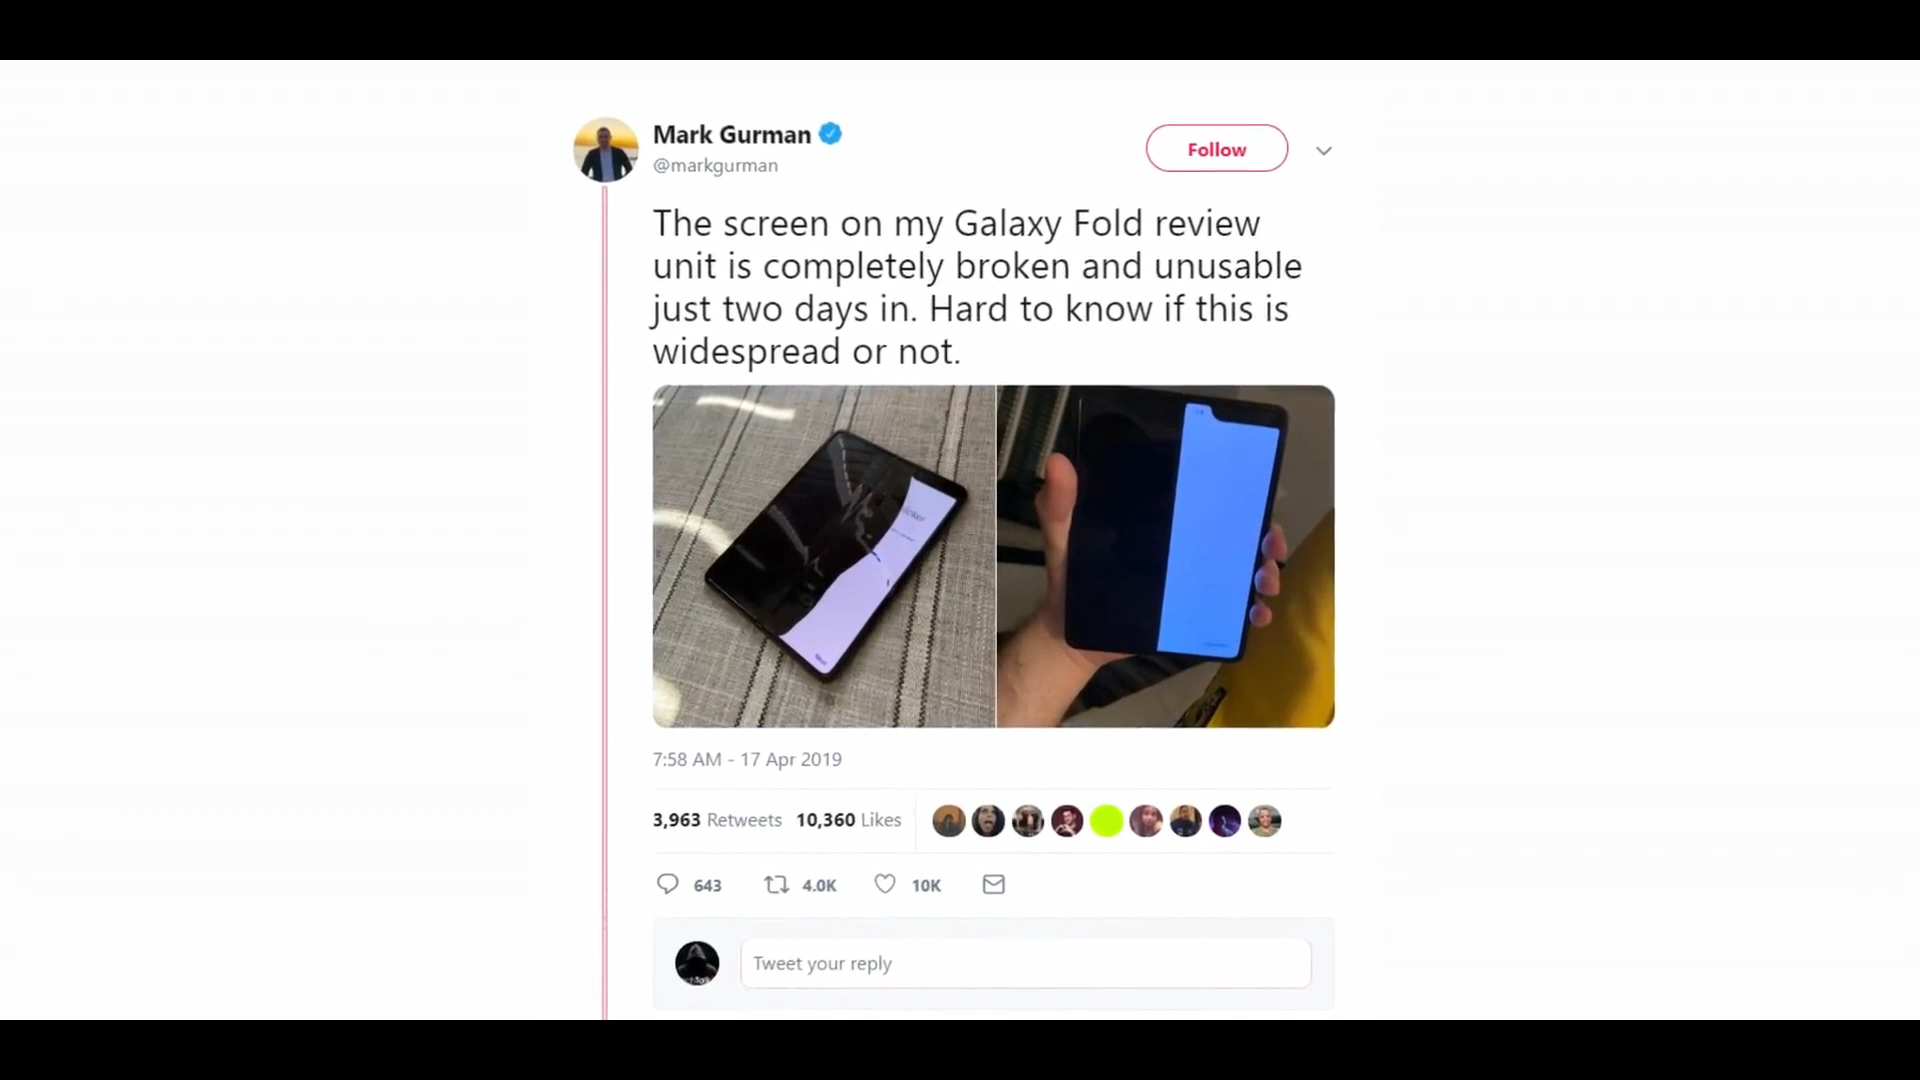 Mark Gurman
@markgurman
Follow
The screen on my Galaxy Fold review
unit is completely broken and unusable
just two days in. Hard to know if this is
widespread or not.
7:58 AM - 17 Apr 2019
3,963 Retweets 10,360 Likes
643 4.0K 10K
Tweet your reply